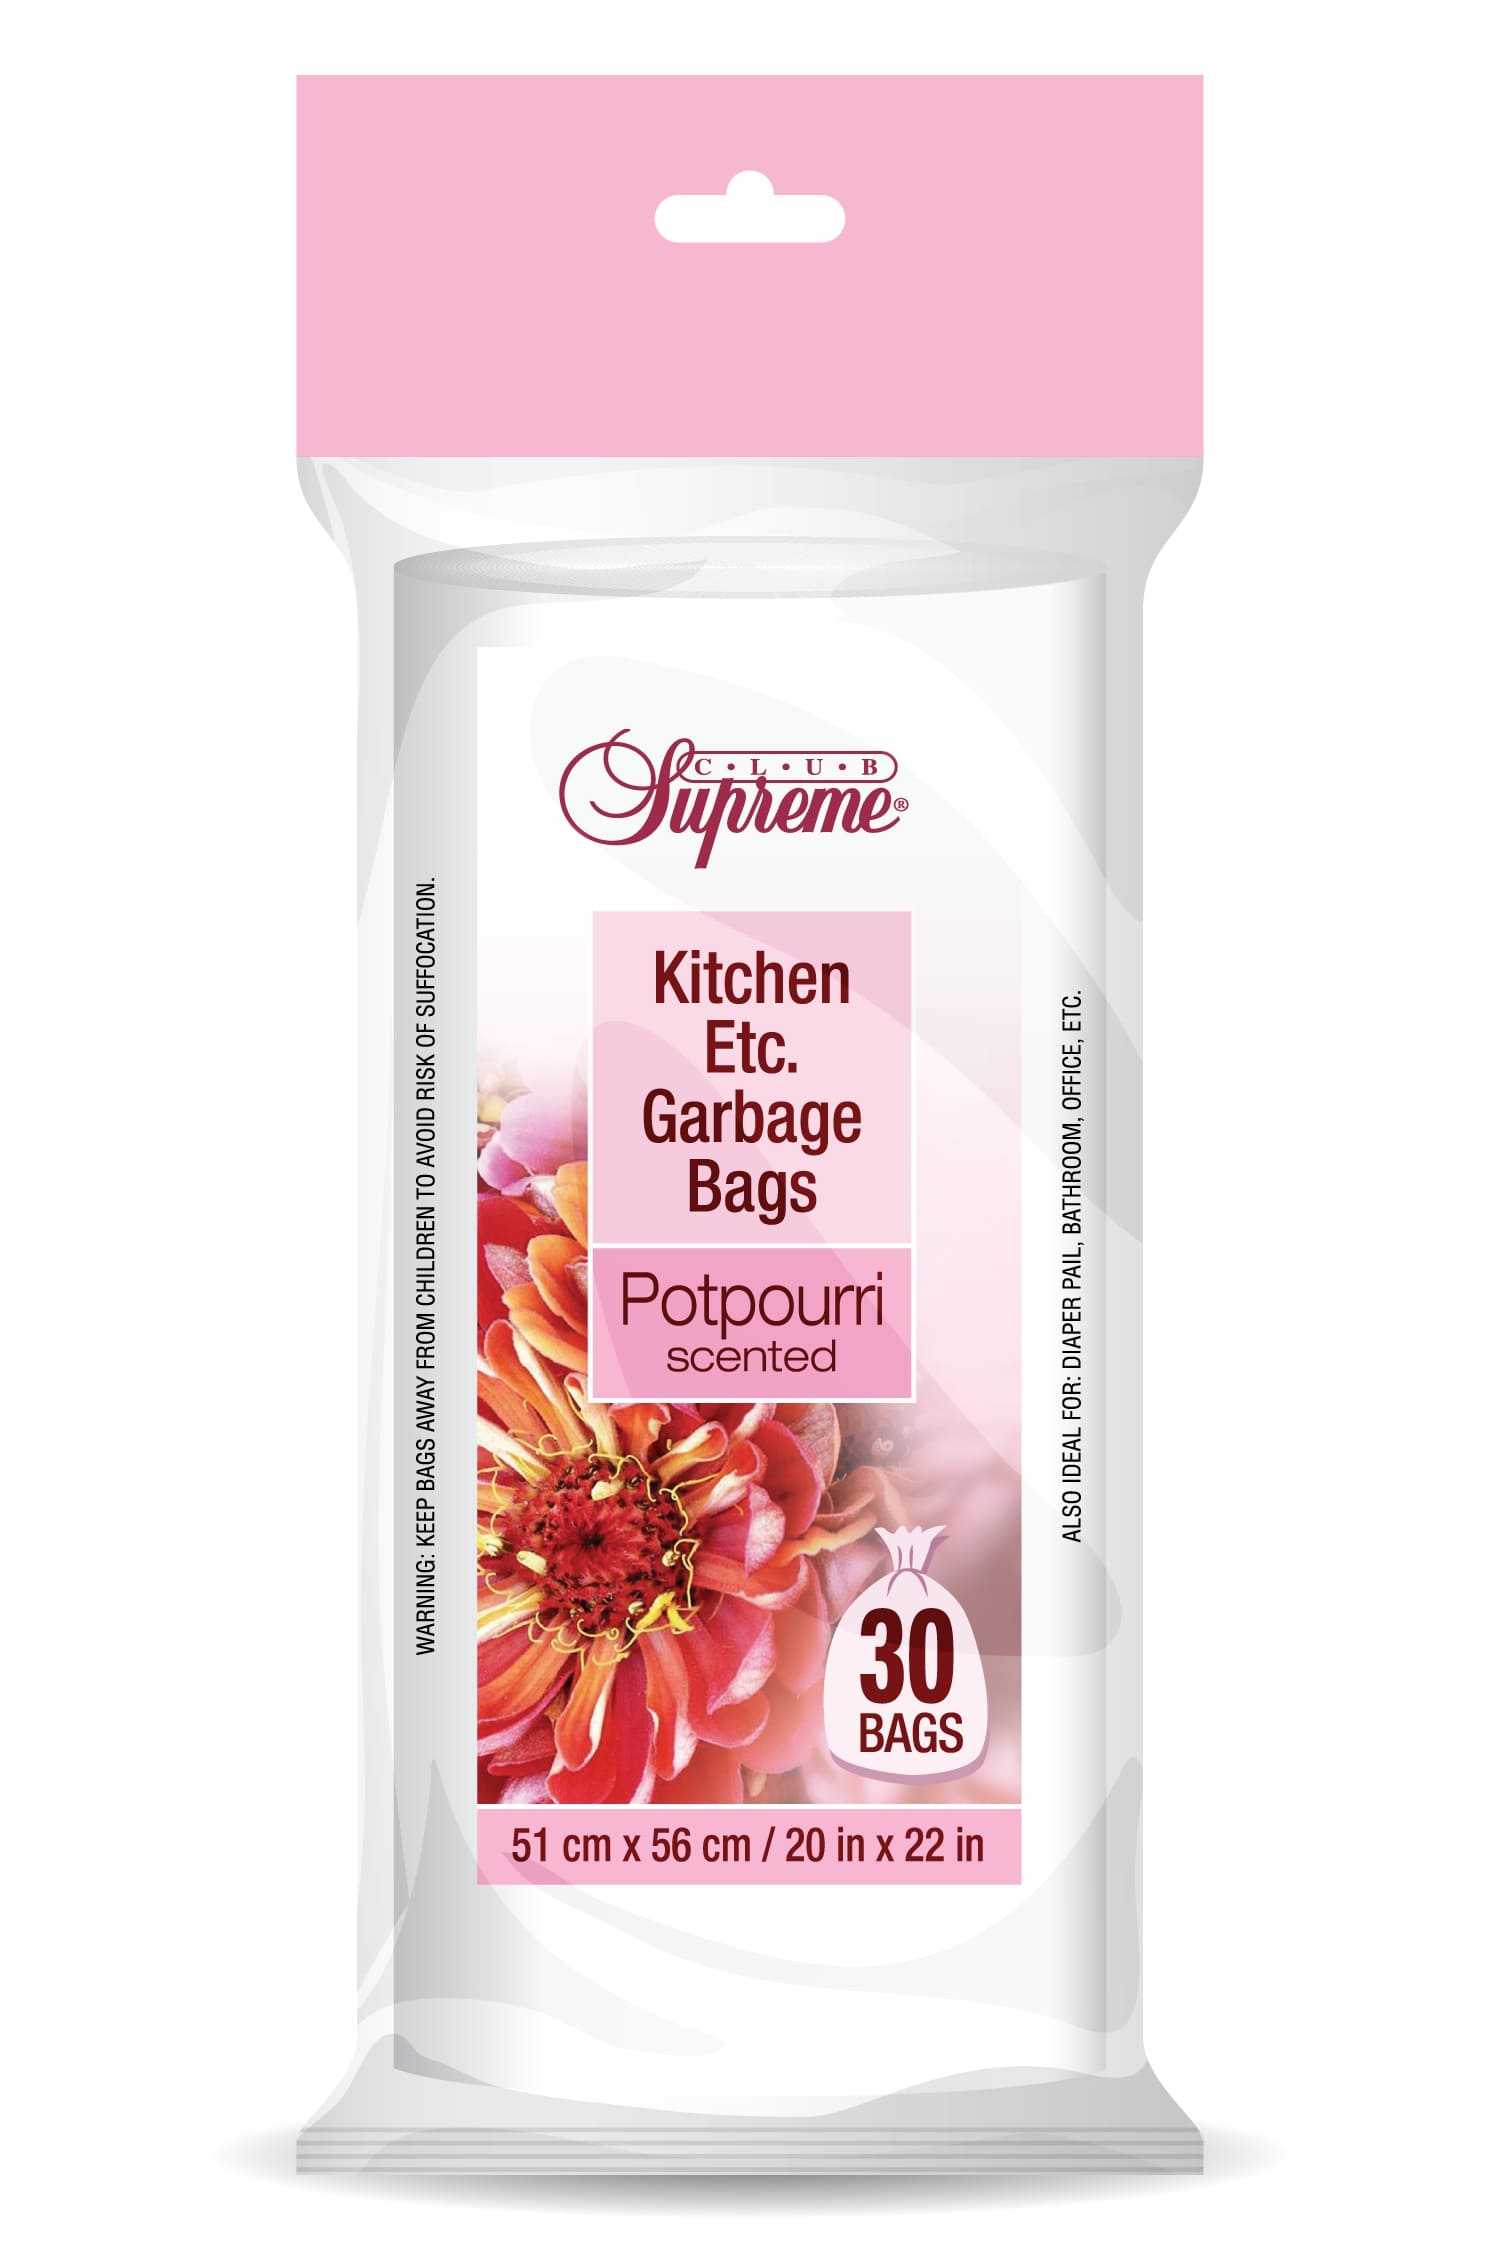 C • L • U • B
Supreme®
Kitchen
Etc.
Garbage
Bags
Potpourri
scented
30
BAGS
51 cm x 56 cm / 20 in x 22 in
WARNING: KEEP BAGS AWAY FROM CHILDREN TO AVOID RISK OF SUFFOCATION.
ALSO IDEAL FOR: DIAPER PAIL, BATHROOM, OFFICE, ETC.